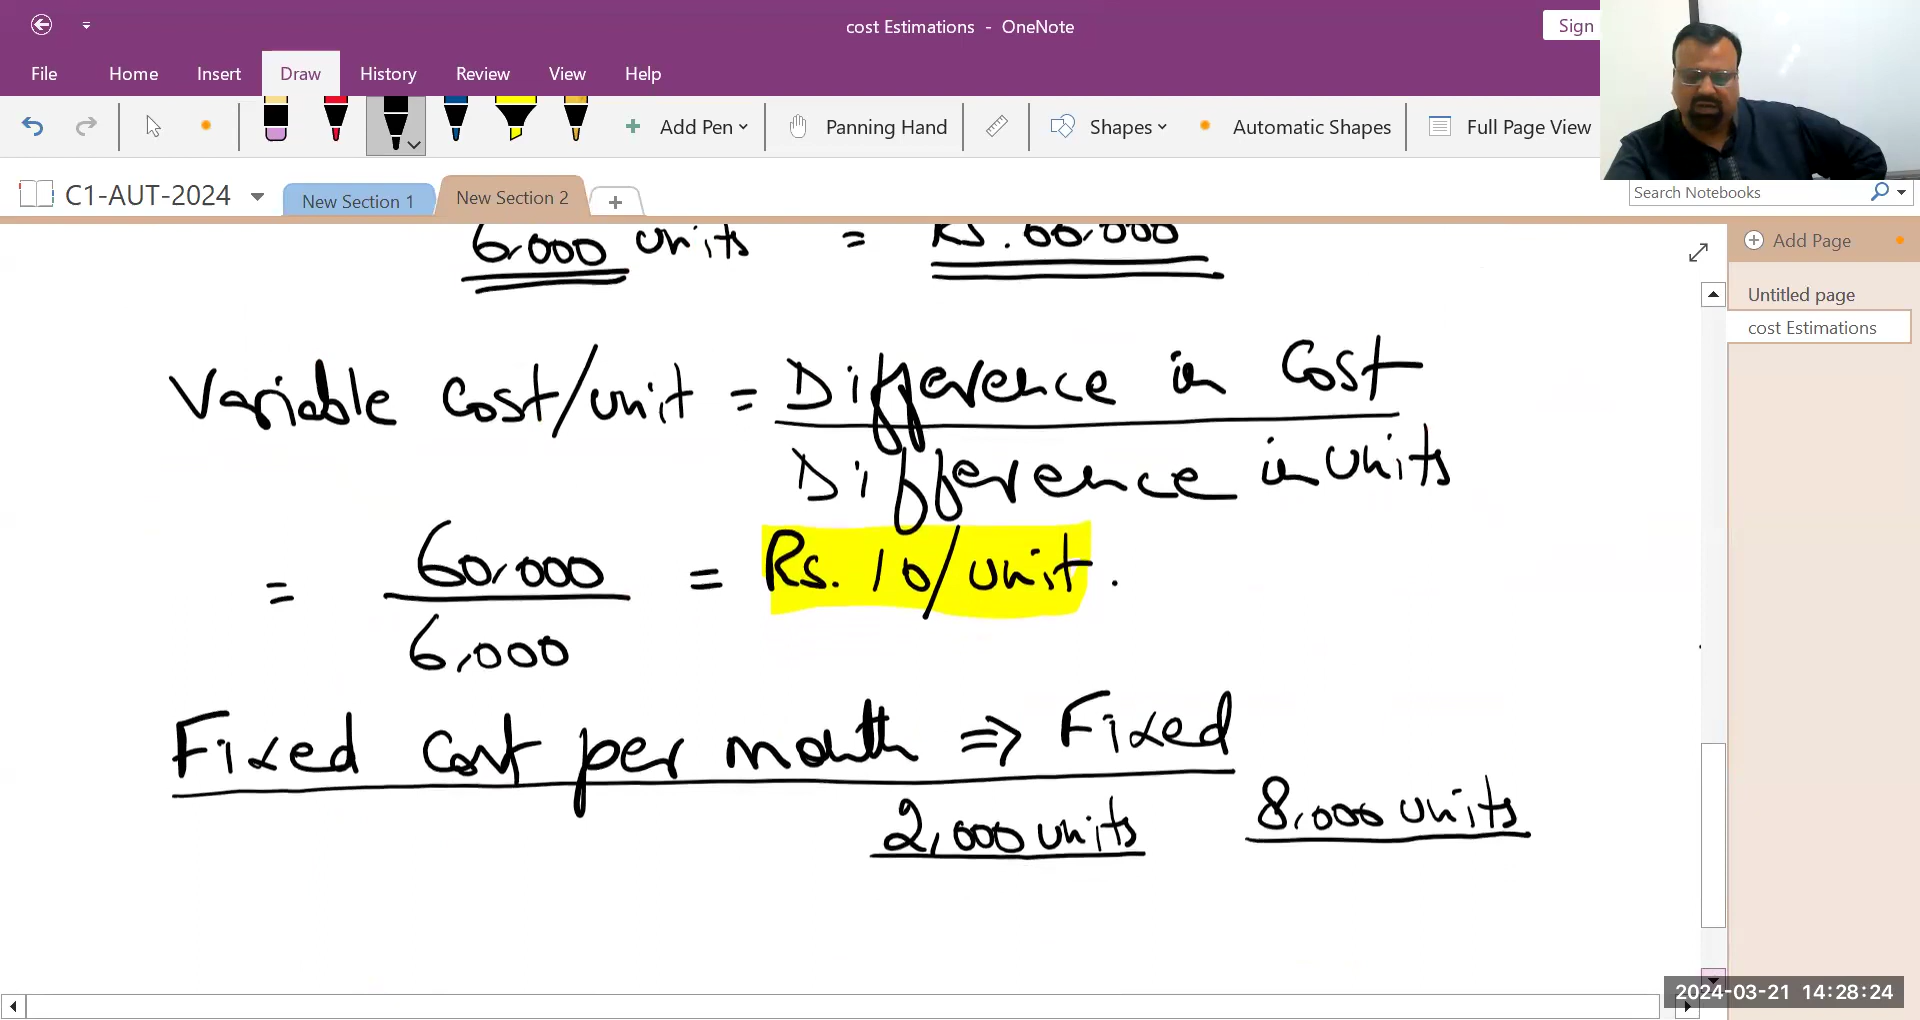 cost Estimations - OneNote
Sign
File Home Insert Draw History Review View Help
Add Pen Panning Hand Shapes Automatic Shapes Full Page View
C1-AUT-2024 New Section 1 New Section 2 +
Search Notebooks
Add Page
Untitled page
cost Estimations
6,000 units = Rs. 60,000
Variable Cost/unit = Difference in Cost
Difference in units
= 60,000 = Rs. 10/unit.
6,000
Fixed cost per month ⇒ Fixed
2,000 units 8,000 units
2024-03-21 14:28:24